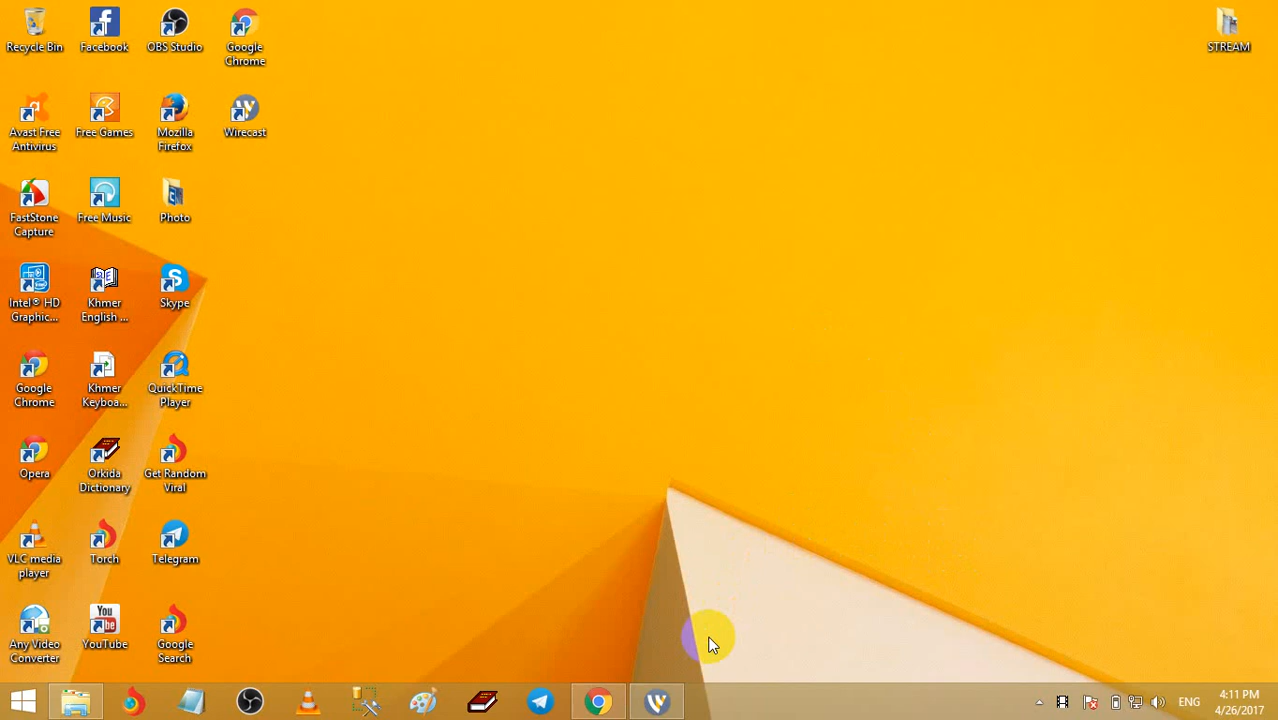 Recycle Bin
Facebook
OBS Studio
Google
Chrome
STREAM
Avast Free
Antivirus
Free Games
Mozilla
Firefox
Wirecast
FastStone
Capture
Free Music
Photo
Intel® HD
Graphic...
Khmer
English ...
Skype
Google
Chrome
Khmer
Keyboa...
QuickTime
Player
Opera
Orkida
Dictionary
Get Random
Viral
VLC media
player
Torch
Telegram
Any Video
Converter
You
Tube
YouTube
Google
Search
ENG
4:11 PM
4/26/2017